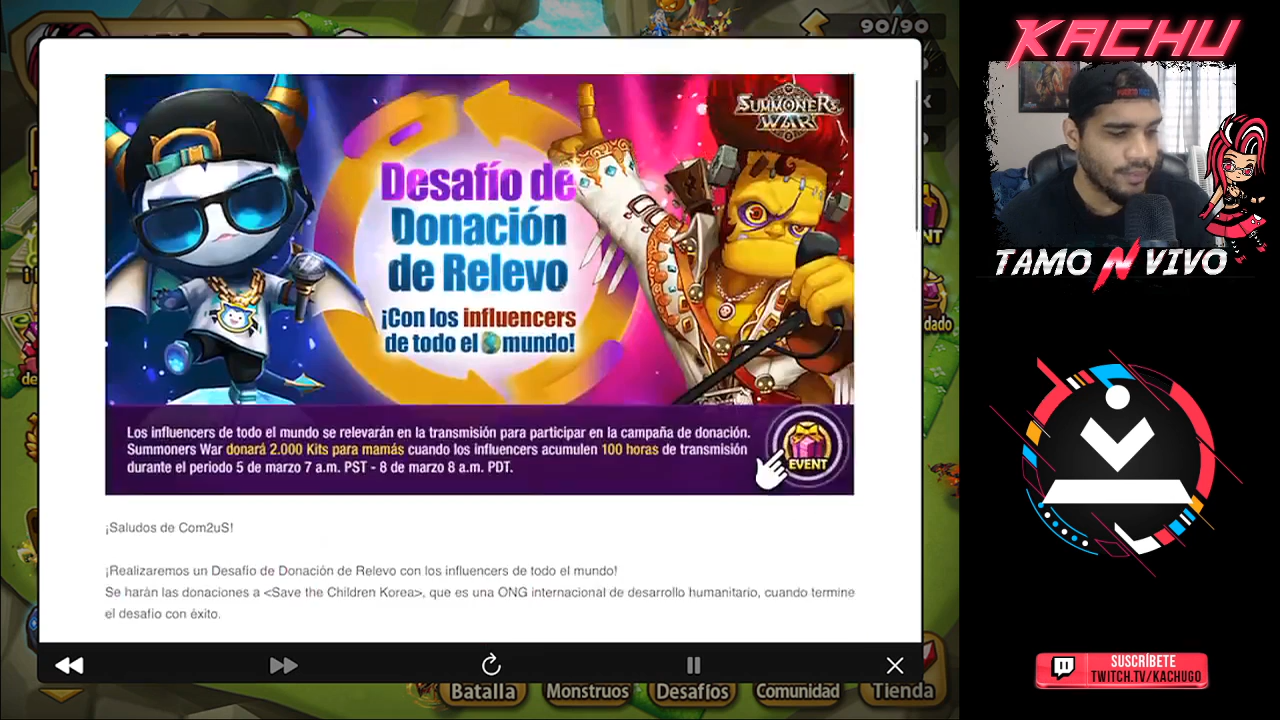 90/90
SUMMONERS
WAR
Desafío de
Donación
de Relevo
¡Con los influencers
de todo el mundo!
Los influencers de todo el mundo se relevarán en la transmisión para participar en la campaña de donación.
Summoners War donará 2.000 Kits para mamás cuando los influencers acumulen 100 horas de transmisión
durante el periodo 5 de marzo 7 a.m. PST - 8 de marzo 8 a.m. PDT.
EVENT
¡Saludos de Com2uS!
¡Realizaremos un Desafío de Donación de Relevo con los influencers de todo el mundo!
Se harán las donaciones a <Save the Children Korea>, que es una ONG internacional de desarrollo humanitario, cuando termine
el desafío con éxito.
Batalla
Monstruos
Desafíos
Comunidad
Tienda
KACHU
TAMO N VIVO
SUSCRÍBETE
TWITCH.TV/KACHUGO